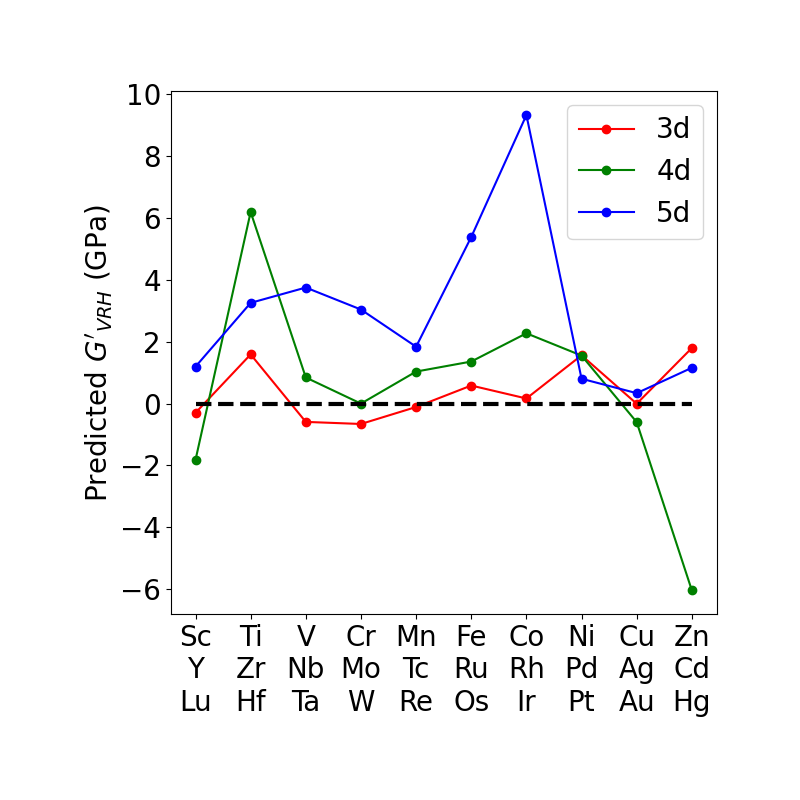 10
8
6
4
2
0
−2
−4
−6
Predicted G′VRH (GPa)
3d
4d
5d
Sc Ti V Cr Mn Fe Co Ni Cu Zn
Y Zr Nb Mo Tc Ru Rh Pd Ag Cd
Lu Hf Ta W Re Os Ir Pt Au Hg